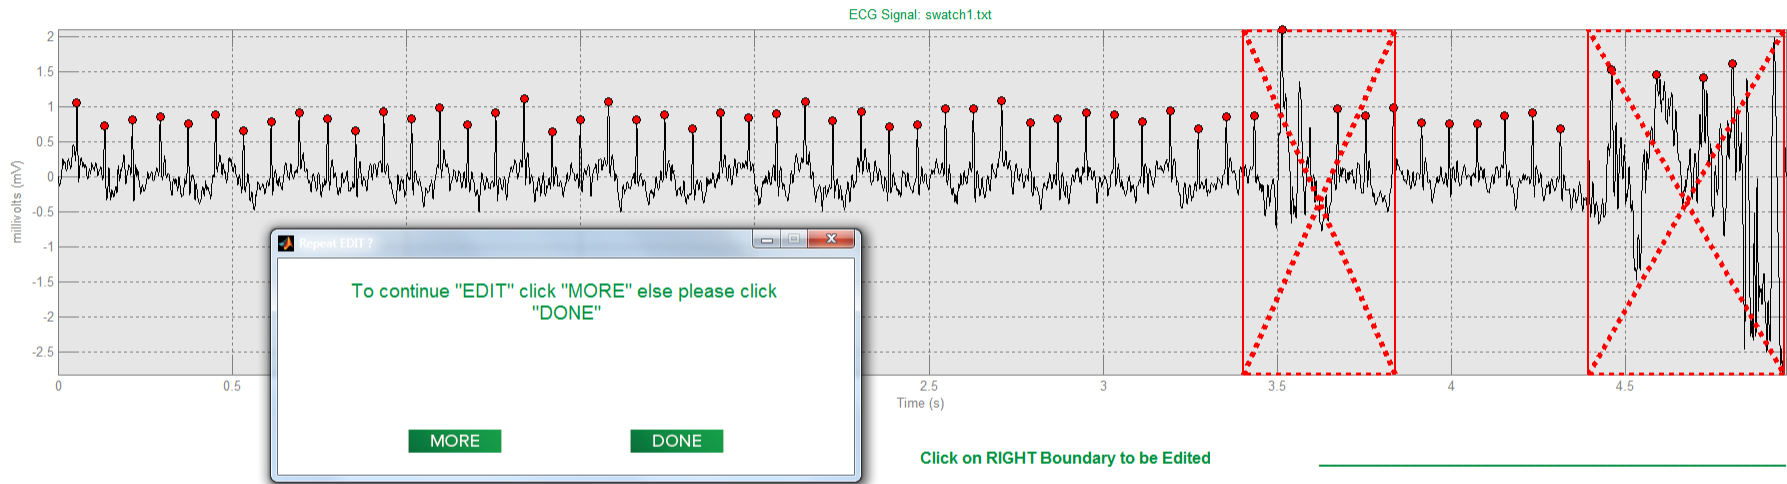 ECG Signal: swatch1.txt
2
1.5
1
0.5
0
-0.5
-1
-1.5
-2
-2.5
millivolts (mV)
0
0.5
2.5
3
3.5
4
4.5
Time (s)
Repeat EDIT ?
To continue "EDIT" click "MORE" else please click
"DONE"
MORE
DONE
Click on RIGHT Boundary to be Edited